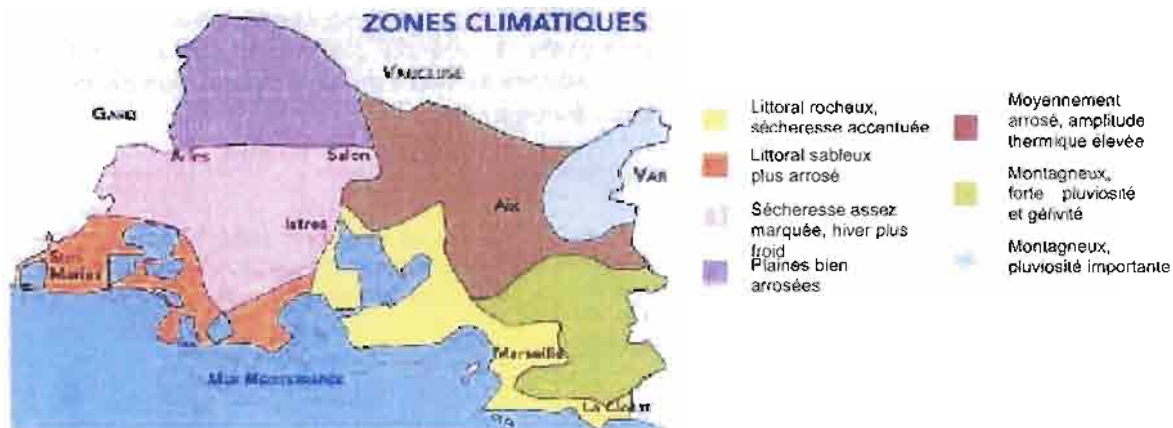 ZONES CLIMATIQUES
VAUCLUSE
GARD
Arles
Salon
VAR
Istres
Aix
Maries
Marseille
MER MEDITERRANEE
La Ciotat
Littoral rocheux,
sécheresse accentuée
Littoral sableux
plus arrosé
Sécheresse assez
marquée, hiver plus
froid
Plaines bien
arrosées
Moyennement
arrosé, amplitude
thermique élevée
Montagneux,
forte pluviosité
et gélivité
Montagneux,
pluviosité importante